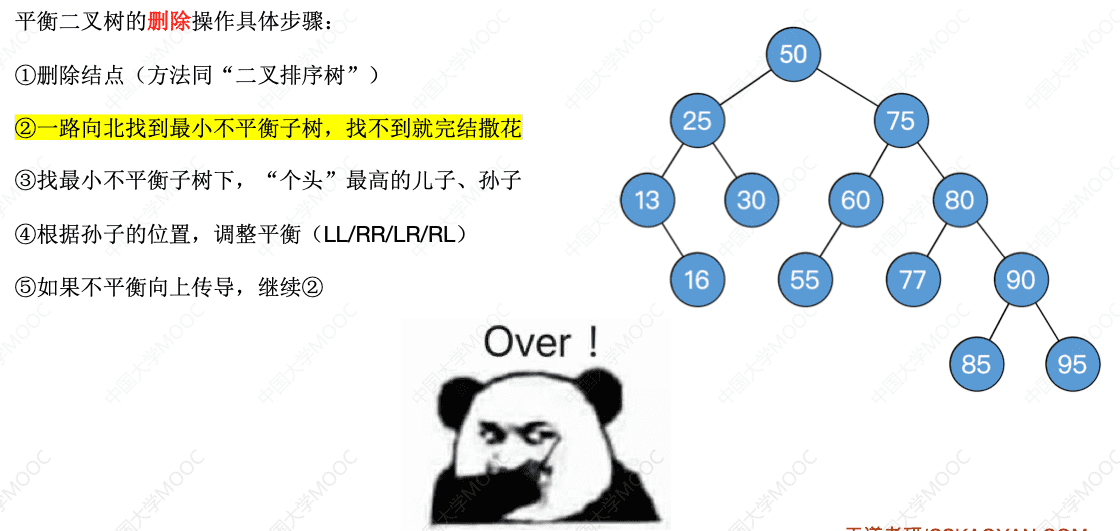 平衡二叉树的删除操作具体步骤：
①删除结点（方法同“二叉排序树”）
②一路向北找到最小不平衡子树，找不到就完结撒花
③找最小不平衡子树下，“个头”最高的儿子、孙子
④根据孙子的位置，调整平衡（LL/RR/LR/RL）
⑤如果不平衡向上传导，继续②
50
25 75
13 30 60 80
16 55 77 90
85 95
Over！
中国大学MOOC